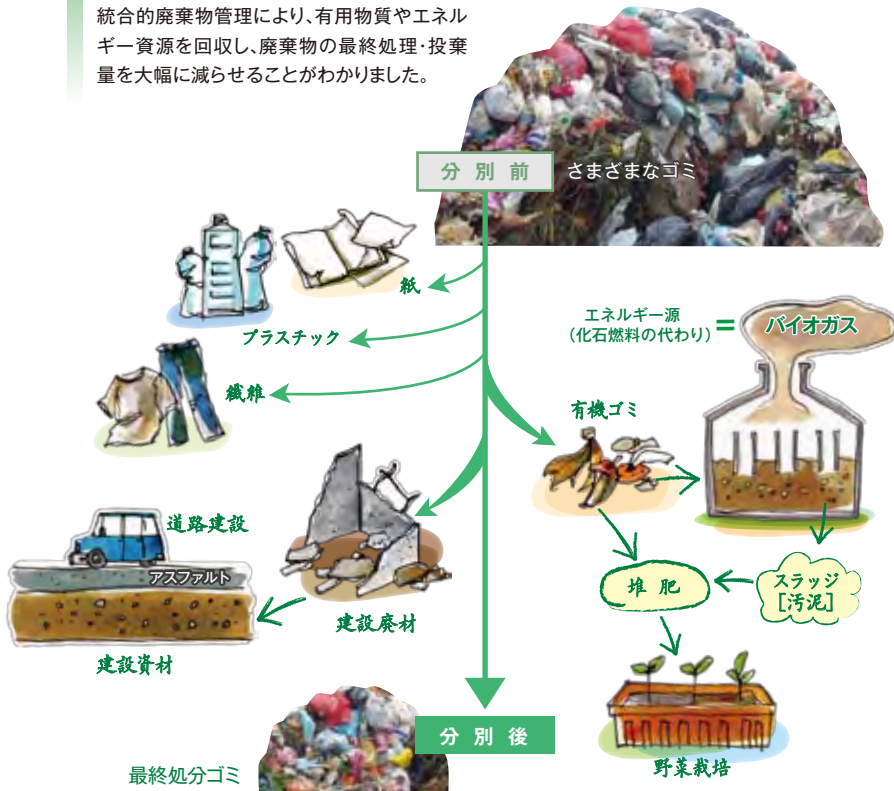 統合的廃棄物管理により、有用物質やエネル
ギー資源を回収し、廃棄物の最終処理・投棄
量を大幅に減らせることがわかりました。
分別前
さまざまなゴミ
紙
プラスチック
繊維
エネルギー源
(化石燃料の代わり)
=
バイオガス
有機ゴミ
道路建設
アスファルト
建設資材
建設廃材
堆肥
スラッジ
[汚泥]
野菜栽培
分別後
最終処分ゴミ